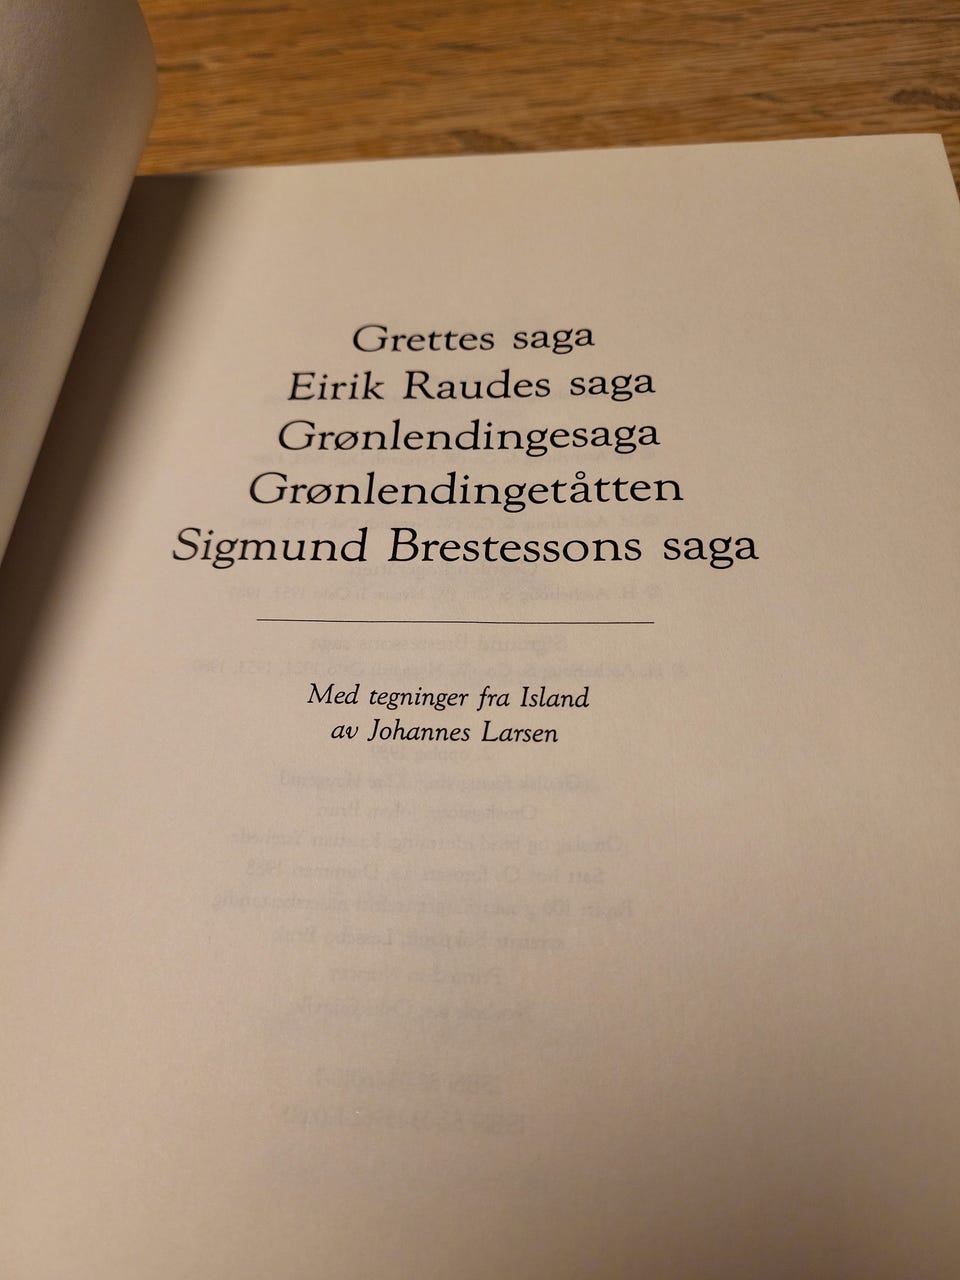 Grettes saga
Eirik Raudes saga
Grønlendingesaga
Grønlendingetåtten
Sigmund Brestessons saga
Med tegninger fra Island
av Johannes Larsen